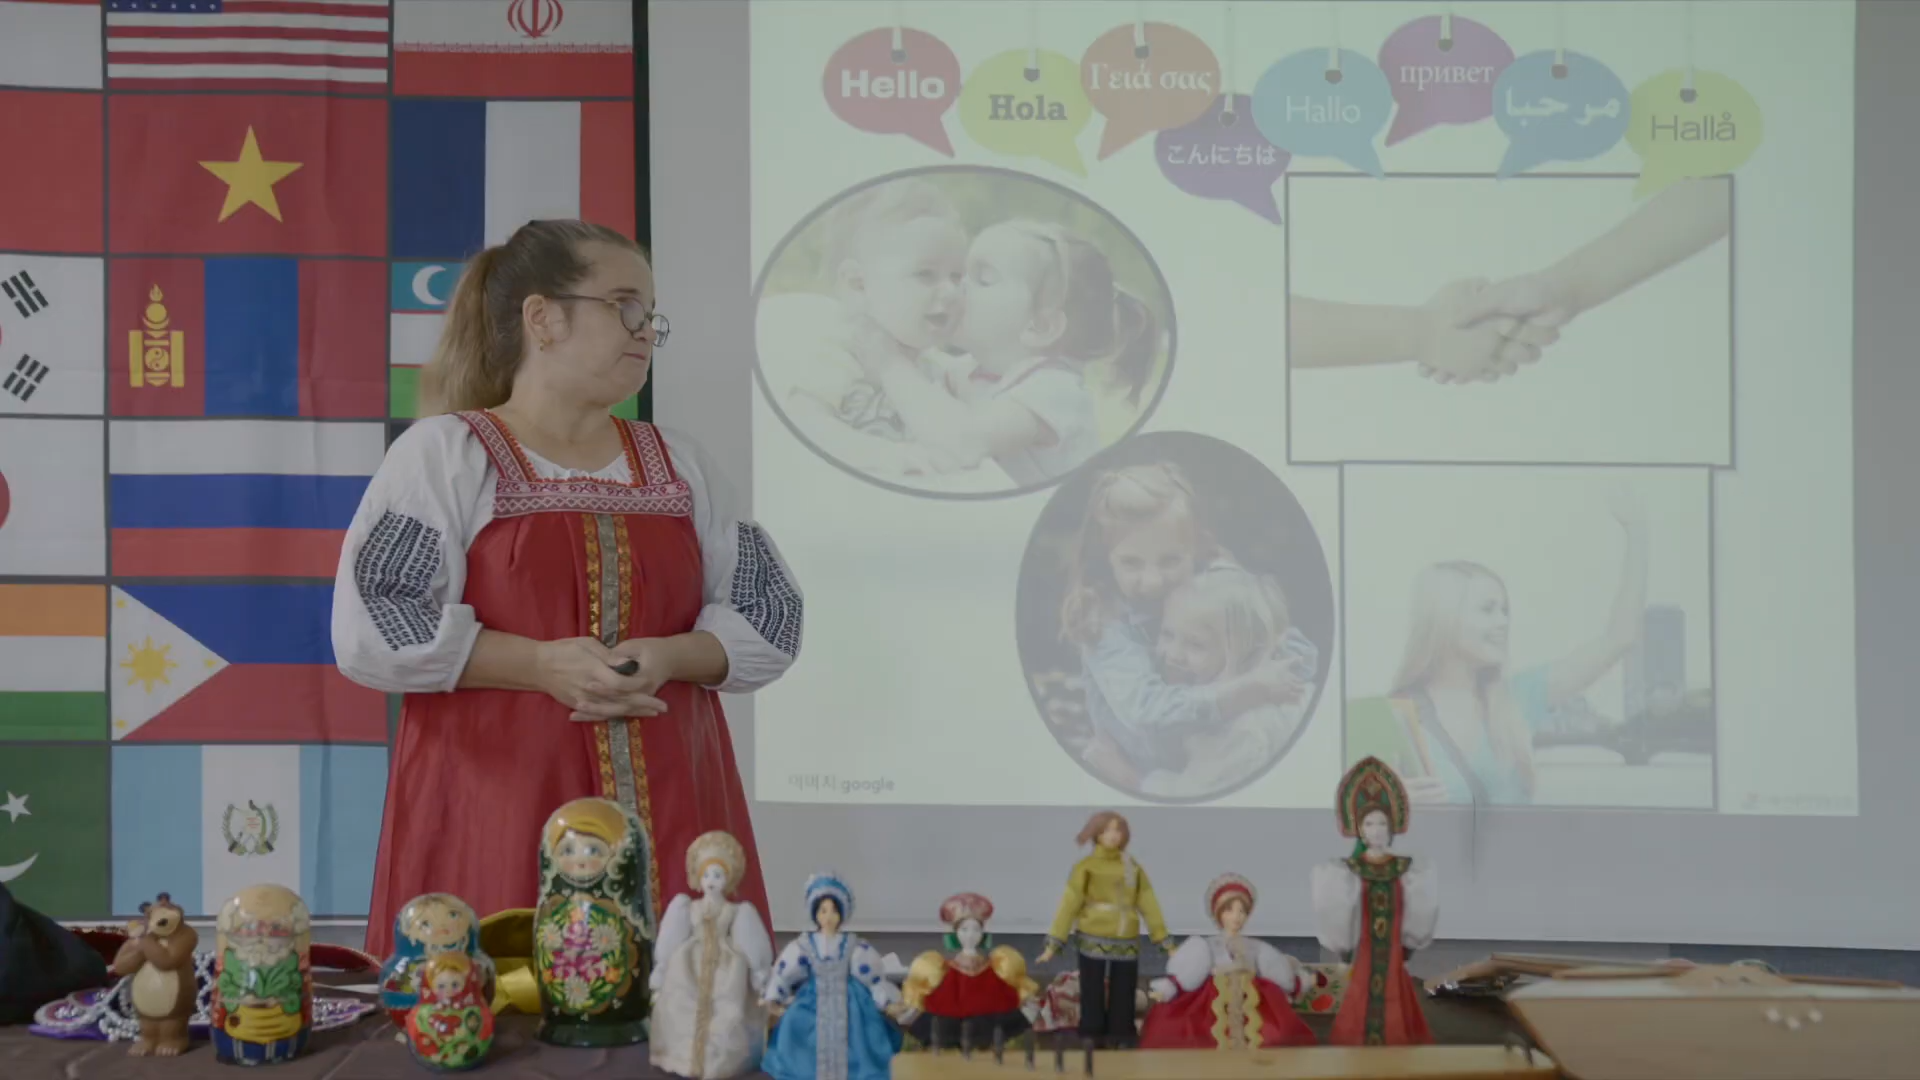 Hello
Hola
Γειά σας
こんにちは
Hallo
привет
مرحبا
Hallå
이미지 google